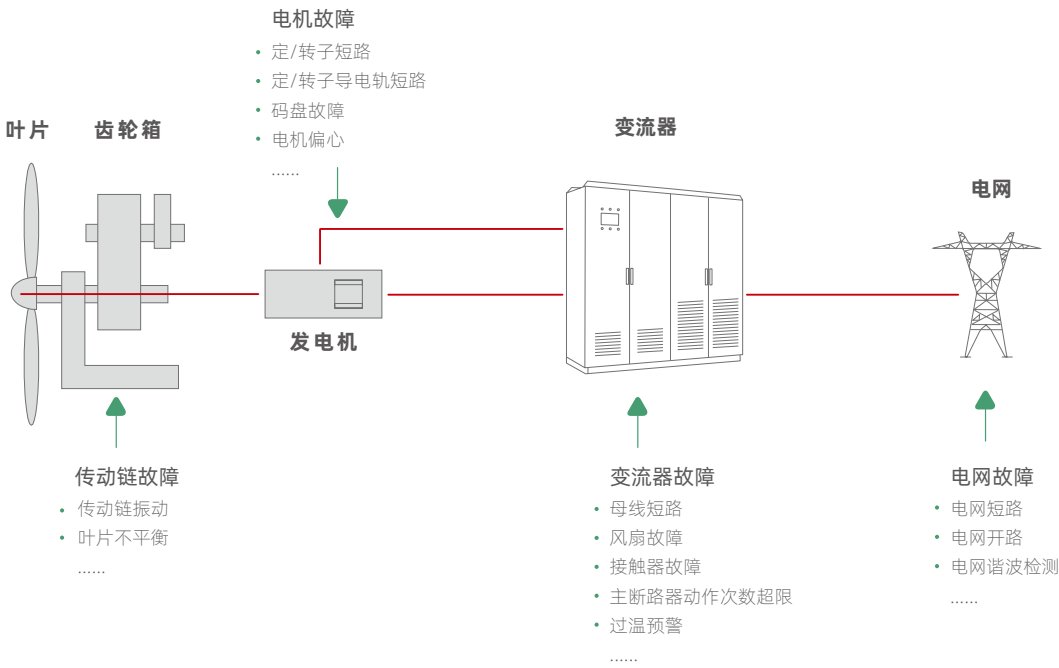 电机故障
定/转子短路
定/转子导电轨短路
码盘故障
电机偏心
......
叶片
齿轮箱
变流器
电网
发电机
传动链故障
传动链振动
叶片不平衡
......
变流器故障
母线短路
风扇故障
接触器故障
主断路器动作次数超限
过温预警
......
电网故障
电网短路
电网开路
电网谐波检测
......